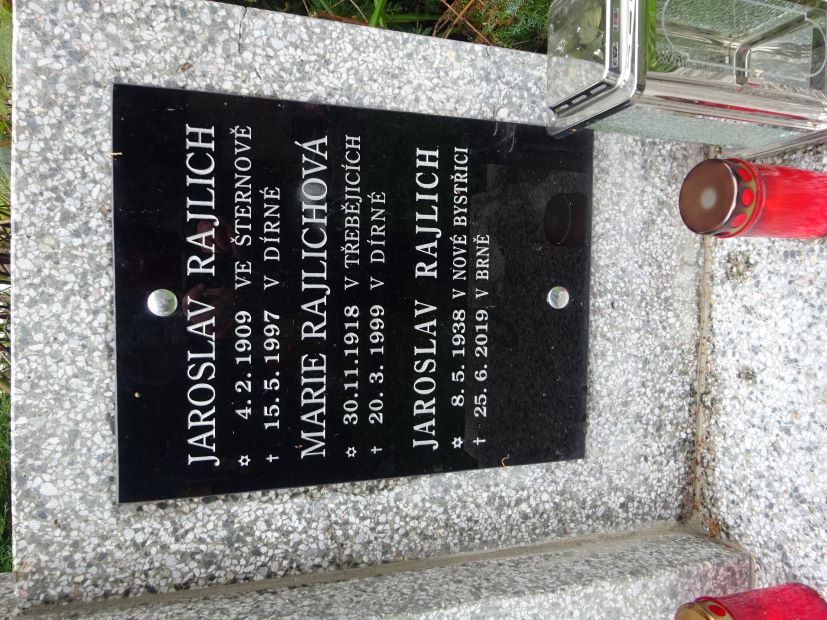 JAROSLAV RAJLICH
✡ 4. 2. 1909 VE ŠTERNOVĚ
† 15. 5. 1997 V DÍRNÉ
MARIE RAJLICHOVÁ
✡ 30.11.1918 V TŘEBĚJICÍCH
† 20. 3. 1999 V DÍRNÉ
JAROSLAV RAJLICH
✡ 8. 5. 1938 V NOVÉ BYSTŘICI
† 25. 6. 2019 V BRNĚ